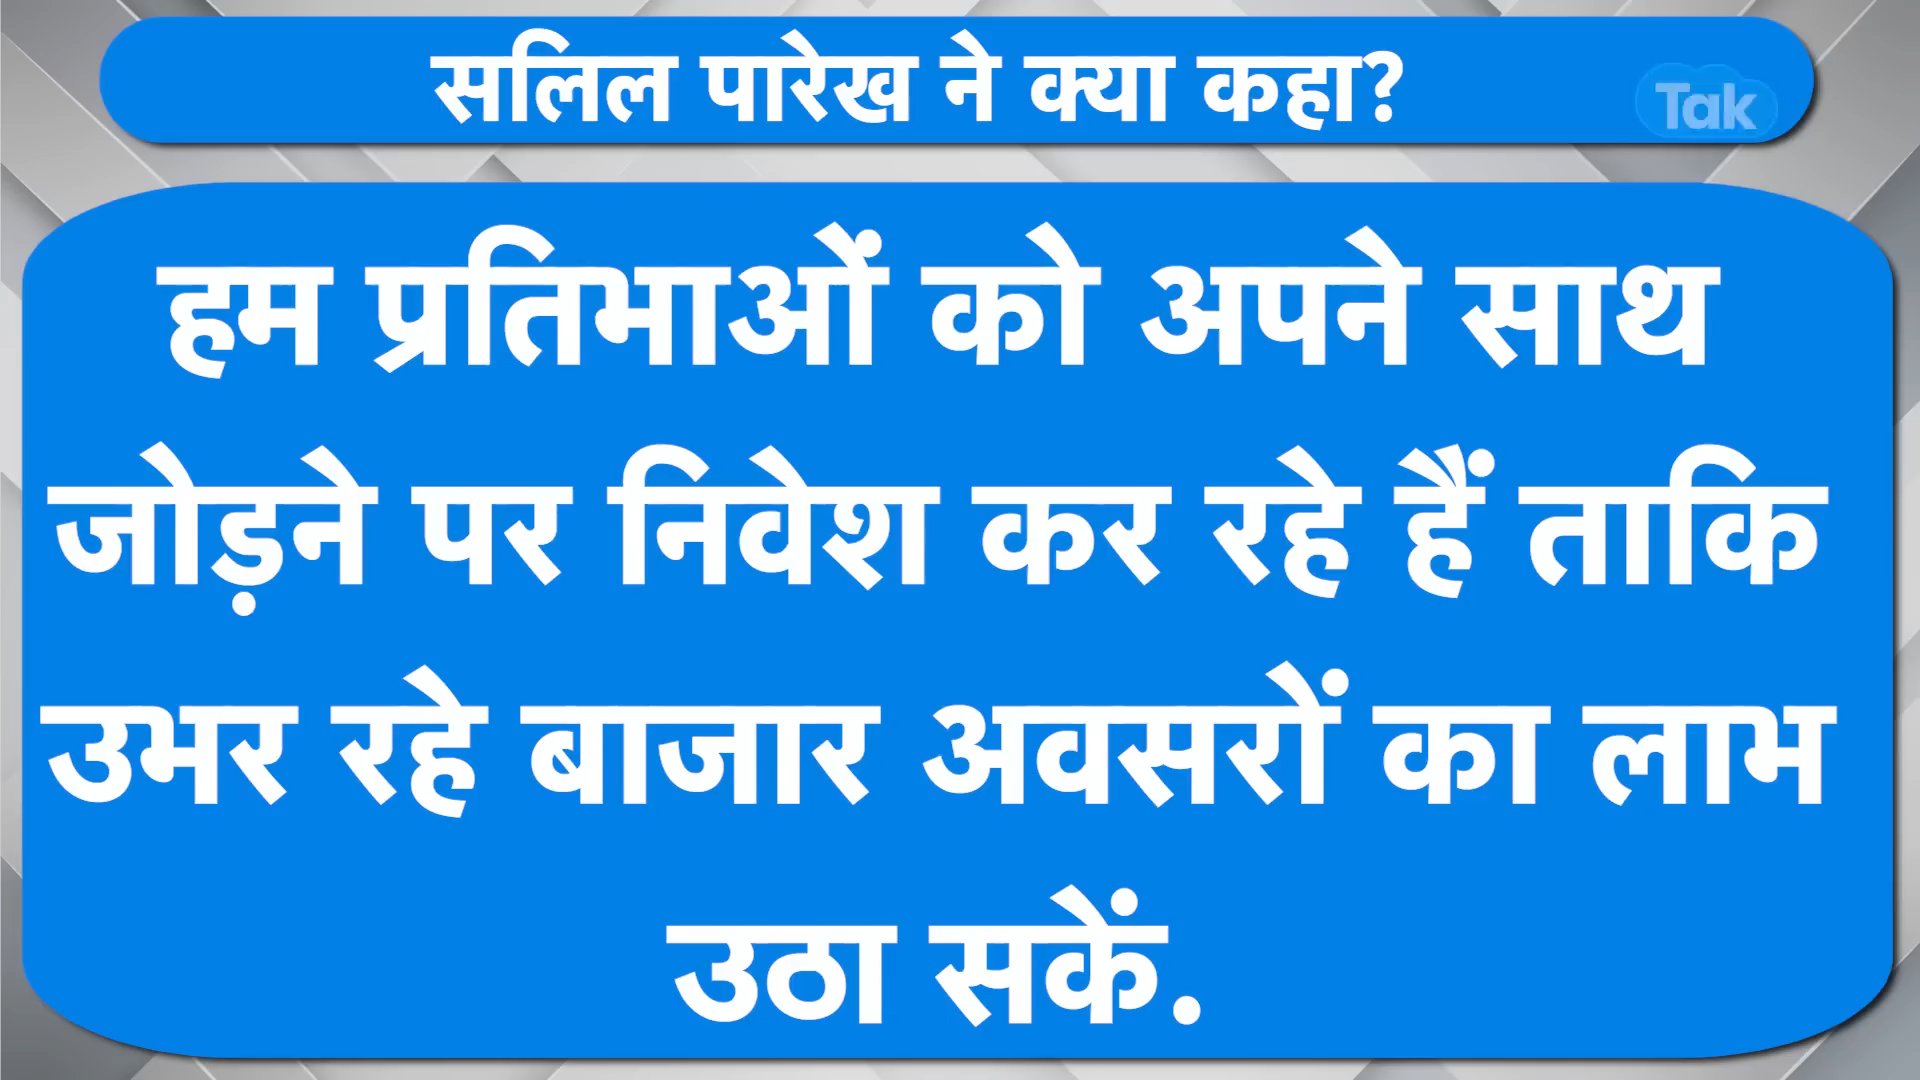 सलिल पारेख ने क्या कहा?
Tak
हम प्रतिभाओं को अपने साथ
जोड़ने पर निवेश कर रहे हैं ताकि
उभर रहे बाजार अवसरों का लाभ
उठा सकें.